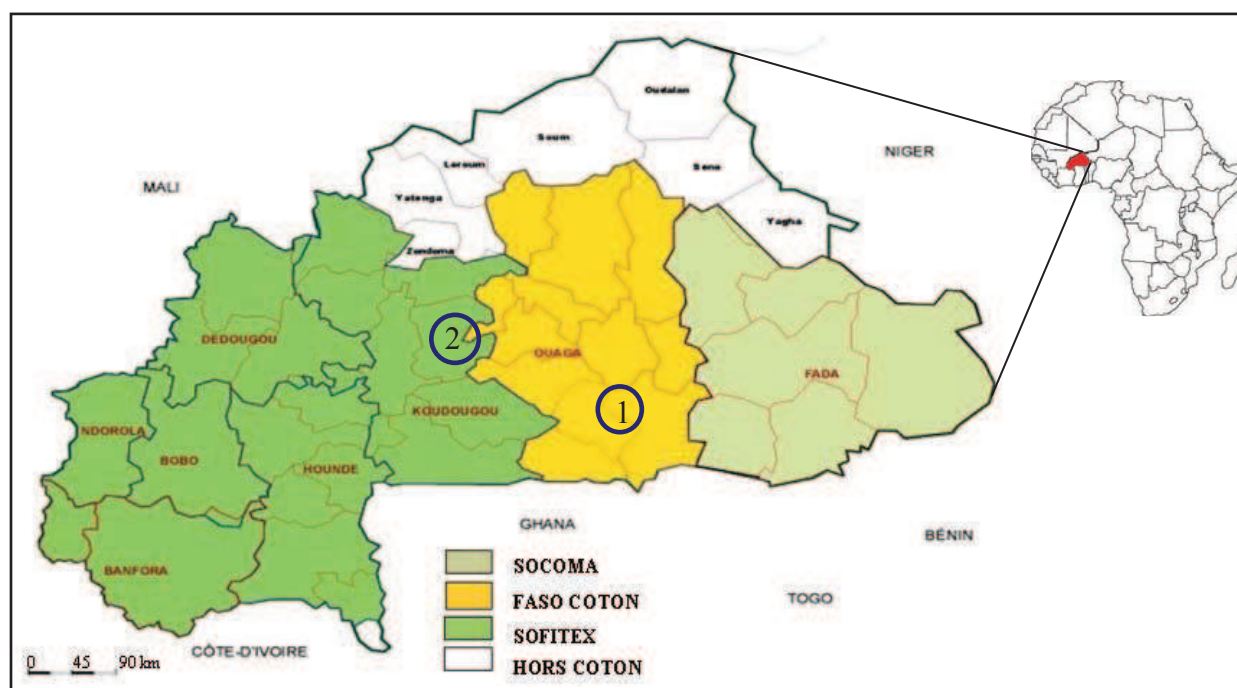 Oudalan
Soum
NIGER
Loroum
Seno
MALI
Yatenga
Yagha
Zondoma
2
DEDOUGOU
OUAGA
FADA
1
KOUDOUGOU
NDOROLA
BOBO
HOUNDE
GHANA
BÉNIN
SOCOMA
BANFORA
FASO COTON
TOGO
SOFITEX
CÔTE-D'IVOIRE
HORS COTON
0 45 90 km